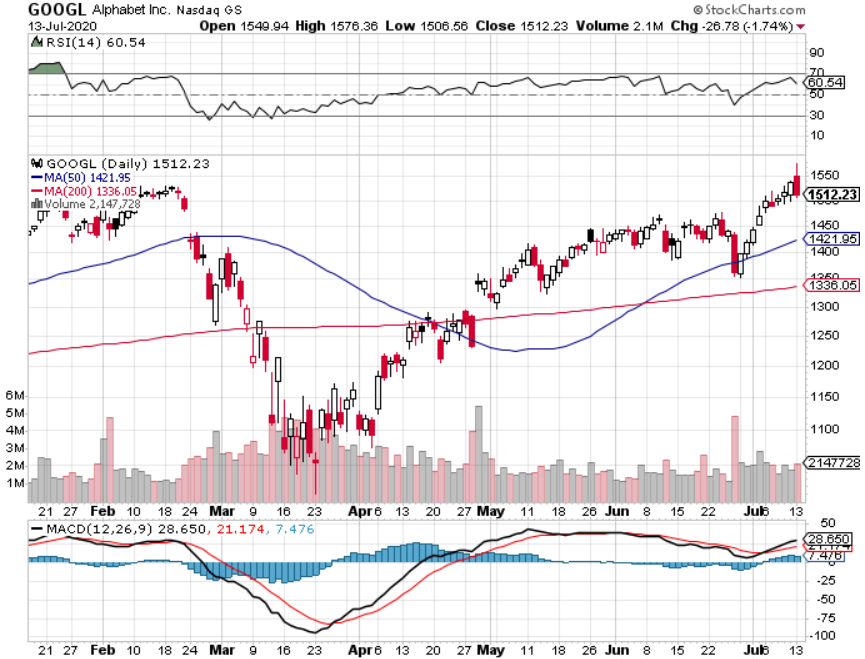 GOOGL Alphabet Inc. Nasdaq GS © StockCharts.com
13-Jul-2020 Open 1549.94 High 1576.36 Low 1506.56 Close 1512.23 Volume 2.1M Chg -26.78 (-1.74%)
RSI(14) 60.54
90
70
60.54
50
30
10
GOOGL (Daily) 1512.23
MA(50) 1421.95
MA(200) 1336.05
Volume 2,147,728
1550
1512.23
1450
1421.95
1400
1336.05
1300
1250
1200
1150
1100
6M
5M
4M
3M
2M
1M
2147728
21 27 Feb 10 18 24 Mar 9 16 23 Apr 6 13 20 27 May 11 18 26 Jun 8 15 22 Jul 6 13
MACD(12,26,9) 28.650, 21.174, 7.476
50
28.650
21.174
7.476
-25
-50
-75
-100
21 27 Feb 10 18 24 Mar 9 16 23 Apr 6 13 20 27 May 11 18 26 Jun 8 15 22 Jul 6 13